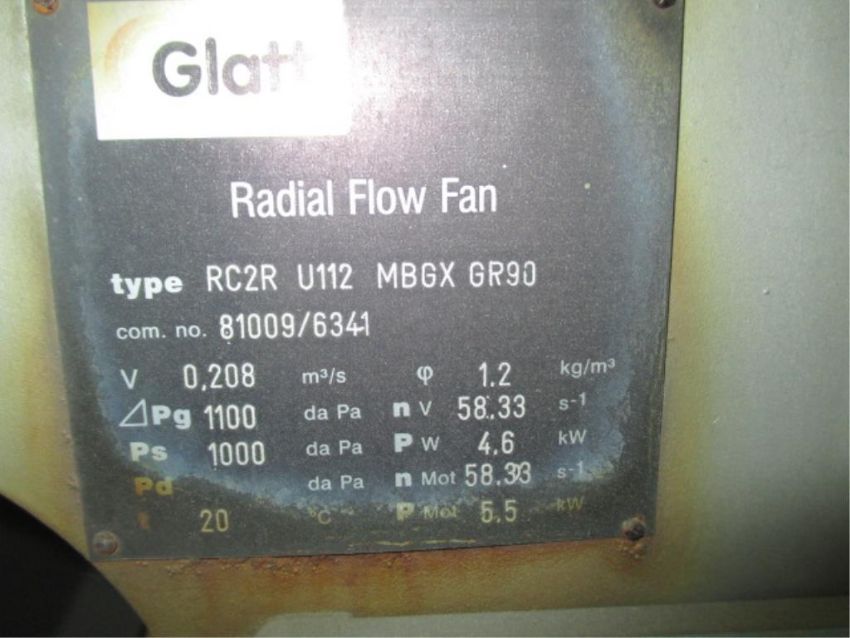 Glatt
Radial Flow Fan
type RC2R U112 MBGX GR90
com. no. 81009/6341
V 0,208 m³/s φ 1.2 kg/m³
⊿Pg 1100 da Pa n V 58.33 s-1
Ps 1000 da Pa P W 4.6 kW
Pd da Pa n Mot 58.33 s-1
t 20 °C P Mot 5.5 kW